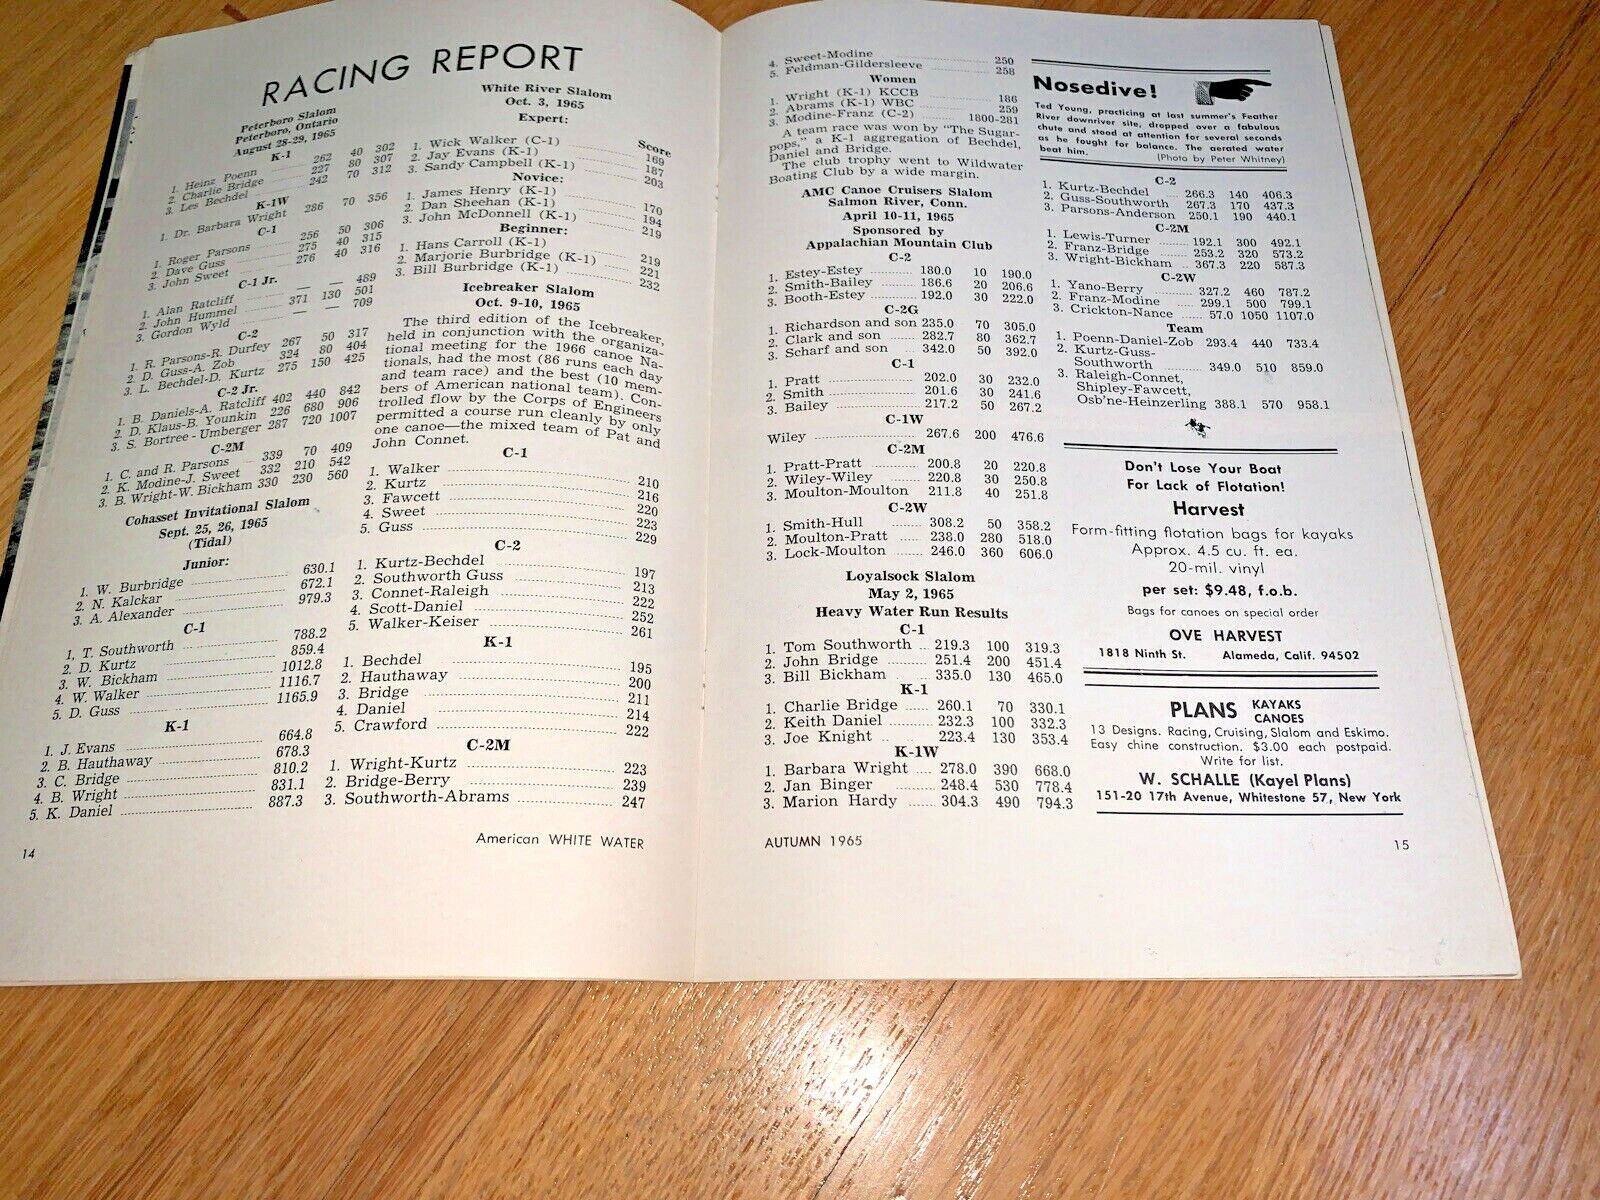 RACING REPORT
Peterboro Slalom
Peterboro, Ontario
August 28-29, 1965
K-1
1. Heinz Poenn 262 40 302
2. Charlie Bridge 227 80 307
3. Les Bechdel 242 70 312
K-1W
1. Dr. Barbara Wright 286 70 356
C-1
1. Roger Parsons 256 50 306
2. Dave Guss 275 40 315
3. John Sweet 276 40 316
C-1 Jr.
1. Alan Ratcliff — — 489
2. John Hummel 371 130 501
3. Gordon Wyld — — 709
C-2
1. R. Parsons-R. Durfey 267 50 317
2. D. Guss-A. Zob 324 80 404
3. L. Bechdel-D. Kurtz 275 150 425
C-2 Jr.
1. B. Daniels-A. Ratcliff 402 440 842
2. D. Klaus-B. Younkin 226 680 906
3. S. Bortree - Umberger 287 720 1007
C-2M
1. C. and R. Parsons 339 70 409
2. K. Modine-J. Sweet 332 210 542
3. B. Wright-W. Bickham 330 230 560
Cohasset Invitational Slalom
Sept. 25, 26, 1965
(Tidal)
Junior:
1. W. Burbridge 630.1
2. N. Kalckar 672.1
3. A. Alexander 979.3
C-1
1. T. Southworth 788.2
2. D. Kurtz 859.4
3. W. Bickham 1012.8
4. W. Walker 1116.7
5. D. Guss 1165.9
K-1
1. J. Evans 664.8
2. B. Hauthaway 678.3
3. C. Bridge 810.2
4. B. Wright 831.1
5. K. Daniel 887.3
White River Slalom
Oct. 3, 1965
Expert:
Score
1. Wick Walker (C-1) 169
2. Jay Evans (K-1) 187
3. Sandy Campbell (K-1) 203
Novice:
1. James Henry (K-1) 170
2. Dan Sheehan (K-1) 194
3. John McDonnell (K-1) 219
Beginner:
1. Hans Carroll (K-1) 219
2. Marjorie Burbridge (K-1) 221
3. Bill Burbridge (K-1) 232
Icebreaker Slalom
Oct. 9-10, 1965
The third edition of the Icebreaker,
held in conjunction with the organiza-
tional meeting for the 1966 canoe Na-
tionals, had the most (86 runs each day
and team race) and the best (10 mem-
bers of American national team). Con-
trolled flow by the Corps of Engineers
permitted a course run cleanly by only
one canoe—the mixed team of Pat and
John Connet.
C-1
1. Walker 210
2. Kurtz 216
3. Fawcett 220
4. Sweet 223
5. Guss 229
C-2
1. Kurtz-Bechdel 197
2. Southworth Guss 213
3. Connet-Raleigh 222
4. Scott-Daniel 252
5. Walker-Keiser 261
K-1
1. Bechdel 195
2. Hauthaway 200
3. Bridge 211
4. Daniel 214
5. Crawford 222
C-2M
1. Wright-Kurtz 223
2. Bridge-Berry 239
3. Southworth-Abrams 247
14
American WHITE WATER
4. Sweet-Modine 250
5. Feldman-Gildersleeve 258
Women
1. Wright (K-1) KCCB 186
2. Abrams (K-1) WBC 259
3. Modine-Franz (C-2) 1800-281
A team race was won by "The Sugar-
pops," a K-1 aggregation of Bechdel,
Daniel and Bridge.
The club trophy went to Wildwater
Boating Club by a wide margin.
AMC Canoe Cruisers Slalom
Salmon River, Conn.
April 10-11, 1965
Sponsored by
Appalachian Mountain Club
C-2
1. Estey-Estey 180.0 10 190.0
2. Smith-Bailey 186.6 20 206.6
3. Booth-Estey 192.0 30 222.0
C-2G
1. Richardson and son 235.0 70 305.0
2. Clark and son 282.7 80 362.7
3. Scharf and son 342.0 50 392.0
C-1
1. Pratt 202.0 30 232.0
2. Smith 201.6 30 241.6
3. Bailey 217.2 50 267.2
C-1W
Wiley 267.6 200 476.6
C-2M
1. Pratt-Pratt 200.8 20 220.8
2. Wiley-Wiley 220.8 30 250.8
3. Moulton-Moulton 211.8 40 251.8
C-2W
1. Smith-Hull 308.2 50 358.2
2. Moulton-Pratt 238.0 280 518.0
3. Lock-Moulton 246.0 360 606.0
Loyalsock Slalom
May 2, 1965
Heavy Water Run Results
C-1
1. Tom Southworth 219.3 100 319.3
2. John Bridge 251.4 200 451.4
3. Bill Bickham 335.0 130 465.0
K-1
1. Charlie Bridge 260.1 70 330.1
2. Keith Daniel 232.3 100 332.3
3. Joe Knight 223.4 130 353.4
K-1W
1. Barbara Wright 278.0 390 668.0
2. Jan Binger 248.4 530 778.4
3. Marion Hardy 304.3 490 794.3
Nosedive!
Ted Young, practicing at last summer's Feather
River downriver site, dropped over a fabulous
chute and stood at attention for several seconds
as he fought for balance. The aerated water
beat him. (Photo by Peter Whitney)
C-2
1. Kurtz-Bechdel 266.3 140 406.3
2. Guss-Southworth 267.3 170 437.3
3. Parsons-Anderson 250.1 190 440.1
C-2M
1. Lewis-Turner 192.1 300 492.1
2. Franz-Bridge 253.2 320 573.2
3. Wright-Bickham 367.3 220 587.3
C-2W
1. Yano-Berry 327.2 460 787.2
2. Franz-Modine 299.1 500 799.1
3. Crickton-Nance 57.0 1050 1107.0
Team
1. Poenn-Daniel-Zob 293.4 440 733.4
2. Kurtz-Guss-
Southworth 349.0 510 859.0
3. Raleigh-Connet,
Shipley-Fawcett,
Osb'ne-Heinzerling 388.1 570 958.1
Don't Lose Your Boat
For Lack of Flotation!
Harvest
Form-fitting flotation bags for kayaks
Approx. 4.5 cu. ft. ea.
20-mil. vinyl
per set: $9.48, f.o.b.
Bags for canoes on special order
OVE HARVEST
1818 Ninth St. Alameda, Calif. 94502
PLANS KAYAKS
CANOES
13 Designs. Racing, Cruising, Slalom and Eskimo.
Easy chine construction. $3.00 each postpaid.
Write for list.
W. SCHALLE (Kayel Plans)
151-20 17th Avenue, Whitestone 57, New York
AUTUMN 1965
15